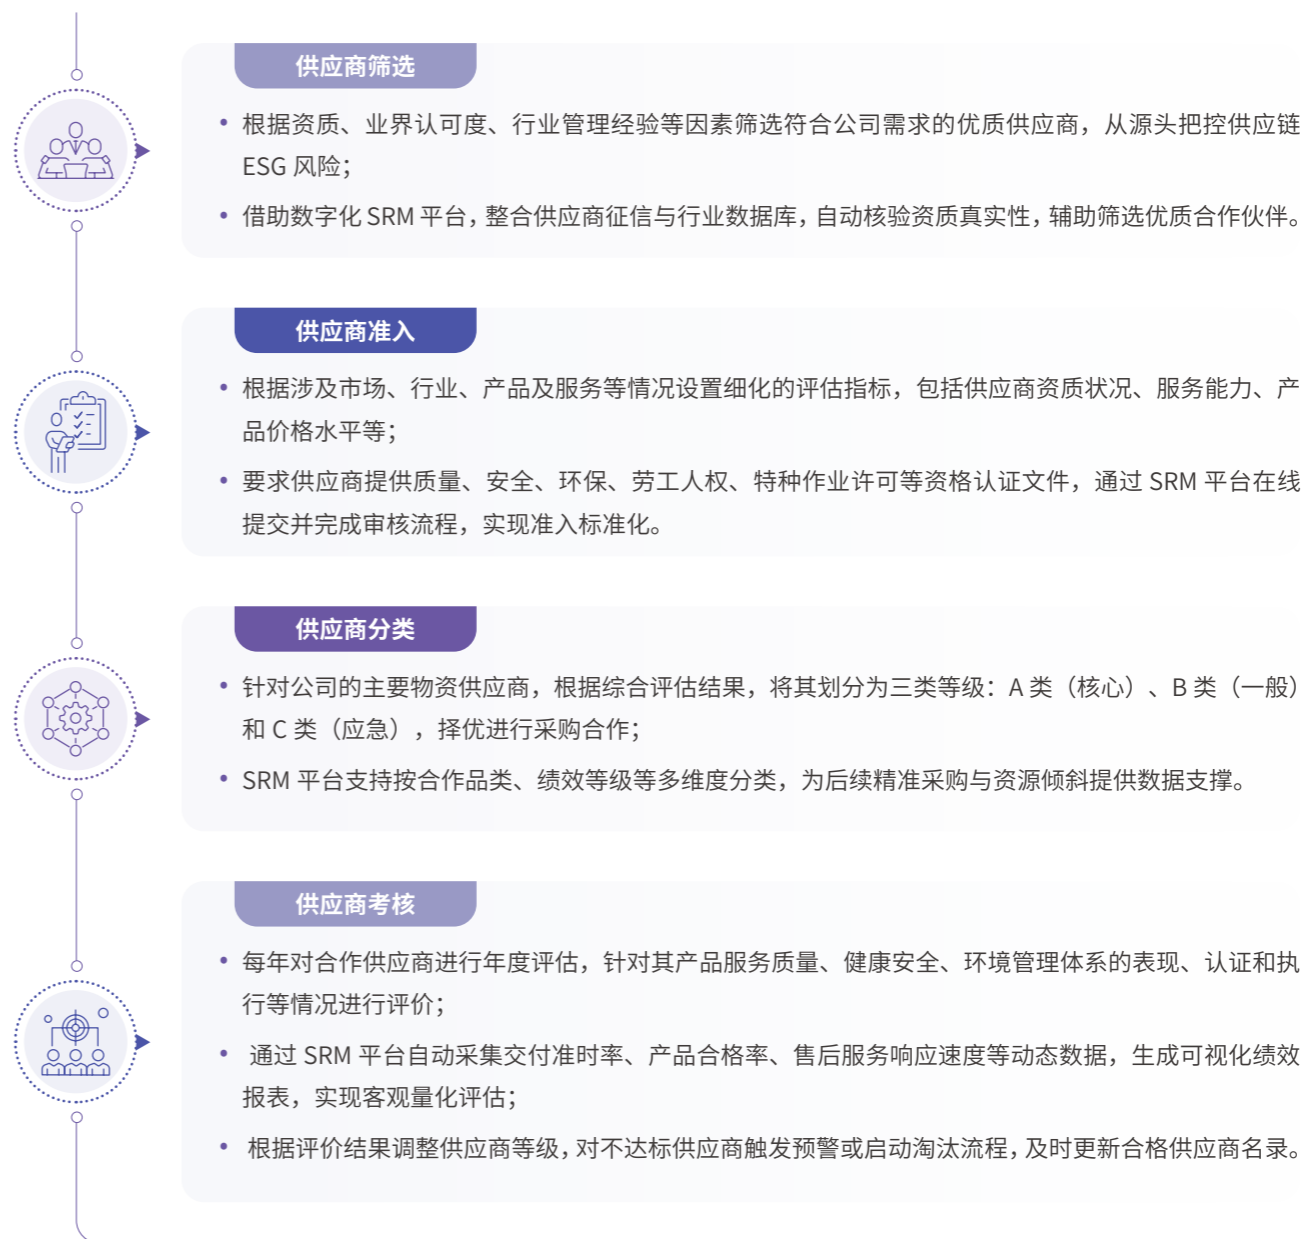 供应商筛选
• 根据资质、业界认可度、行业管理经验等因素筛选符合公司需求的优质供应商，从源头把控供应链
ESG 风险；
• 借助数字化 SRM 平台，整合供应商征信与行业数据库，自动核验资质真实性，辅助筛选优质合作伙伴。
供应商准入
• 根据涉及市场、行业、产品及服务等情况设置细化的评估指标，包括供应商资质状况、服务能力、产
品价格水平等；
• 要求供应商提供质量、安全、环保、劳工人权、特种作业许可等资格认证文件，通过 SRM 平台在线
提交并完成审核流程，实现准入标准化。
供应商分类
• 针对公司的主要物资供应商，根据综合评估结果，将其划分为三类等级：A 类（核心）、B 类（一般）
和 C 类（应急），择优进行采购合作；
• SRM 平台支持按合作品类、绩效等级等多维度分类，为后续精准采购与资源倾斜提供数据支撑。
供应商考核
• 每年对合作供应商进行年度评估，针对其产品服务质量、健康安全、环境管理体系的表现、认证和执
行等情况进行评价；
• 通过 SRM 平台自动采集交付准时率、产品合格率、售后服务响应速度等动态数据，生成可视化绩效
报表，实现客观量化评估；
• 根据评价结果调整供应商等级，对不达标供应商触发预警或启动淘汰流程，及时更新合格供应商名录。